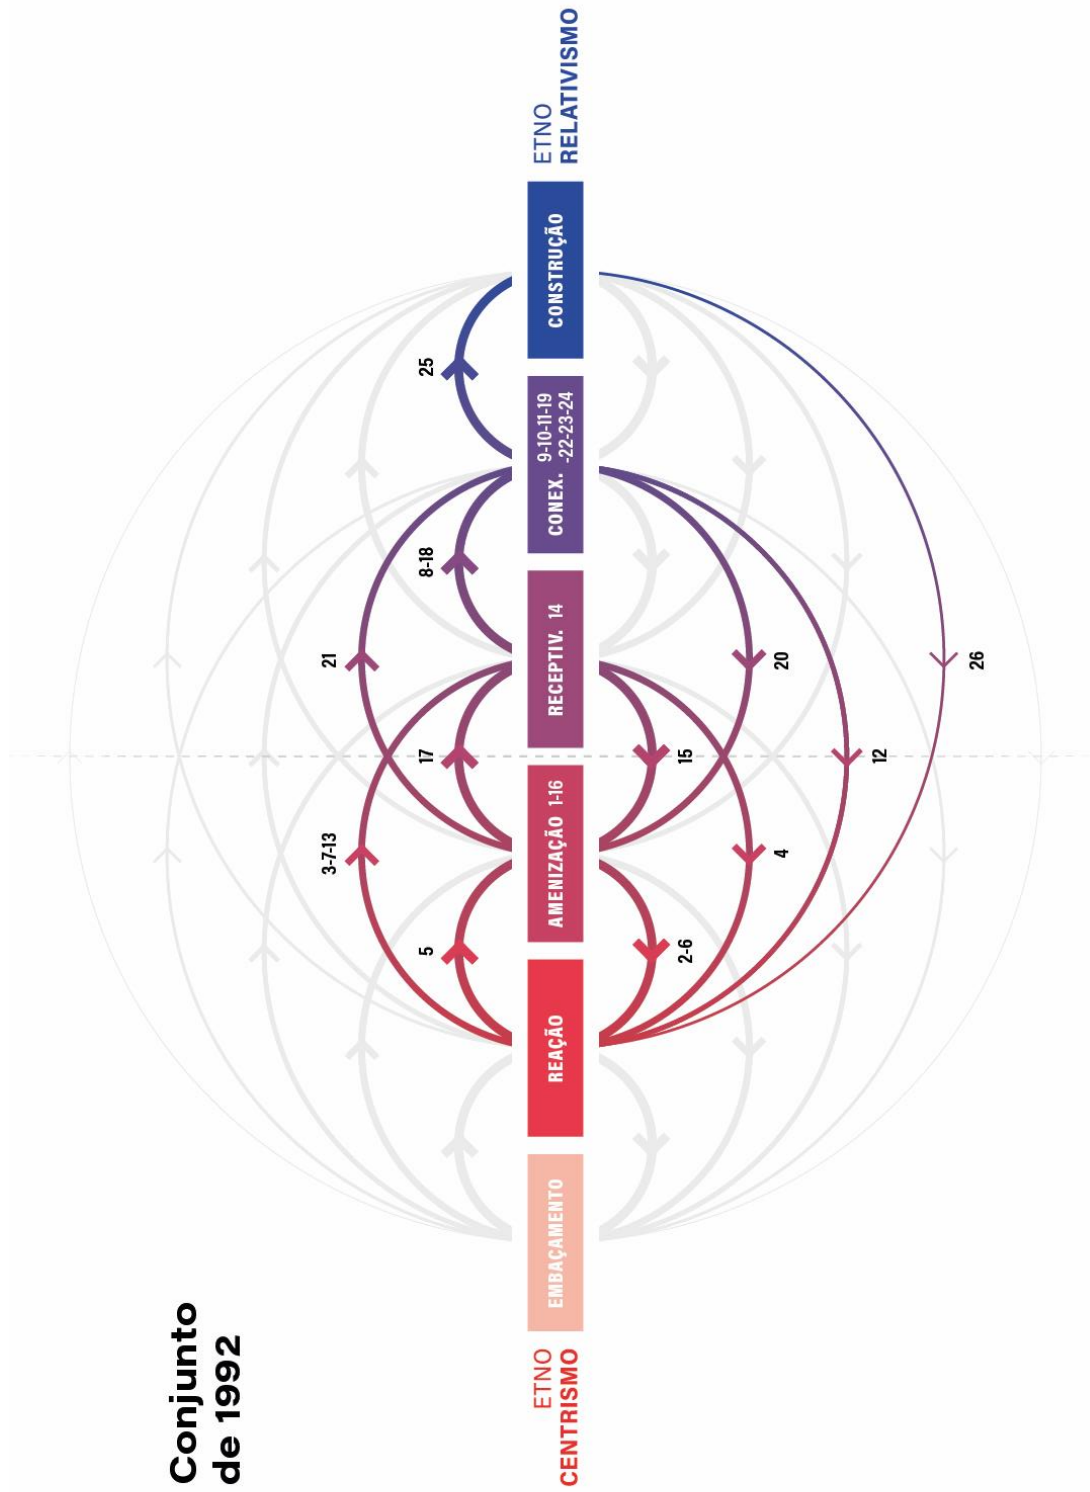 Conjunto
de 1992
ETNO
CENTRISMO
EMBAÇAMENTO
REAÇÃO
AMENIZAÇÃO 1-16
RECEPTIV. 14
CONEX. 9-10-11-19
-22-23-24
CONSTRUÇÃO
ETNO
RELATIVISMO
3-7-13
21
5
17
8-18
25
2-6
15
4
20
12
26